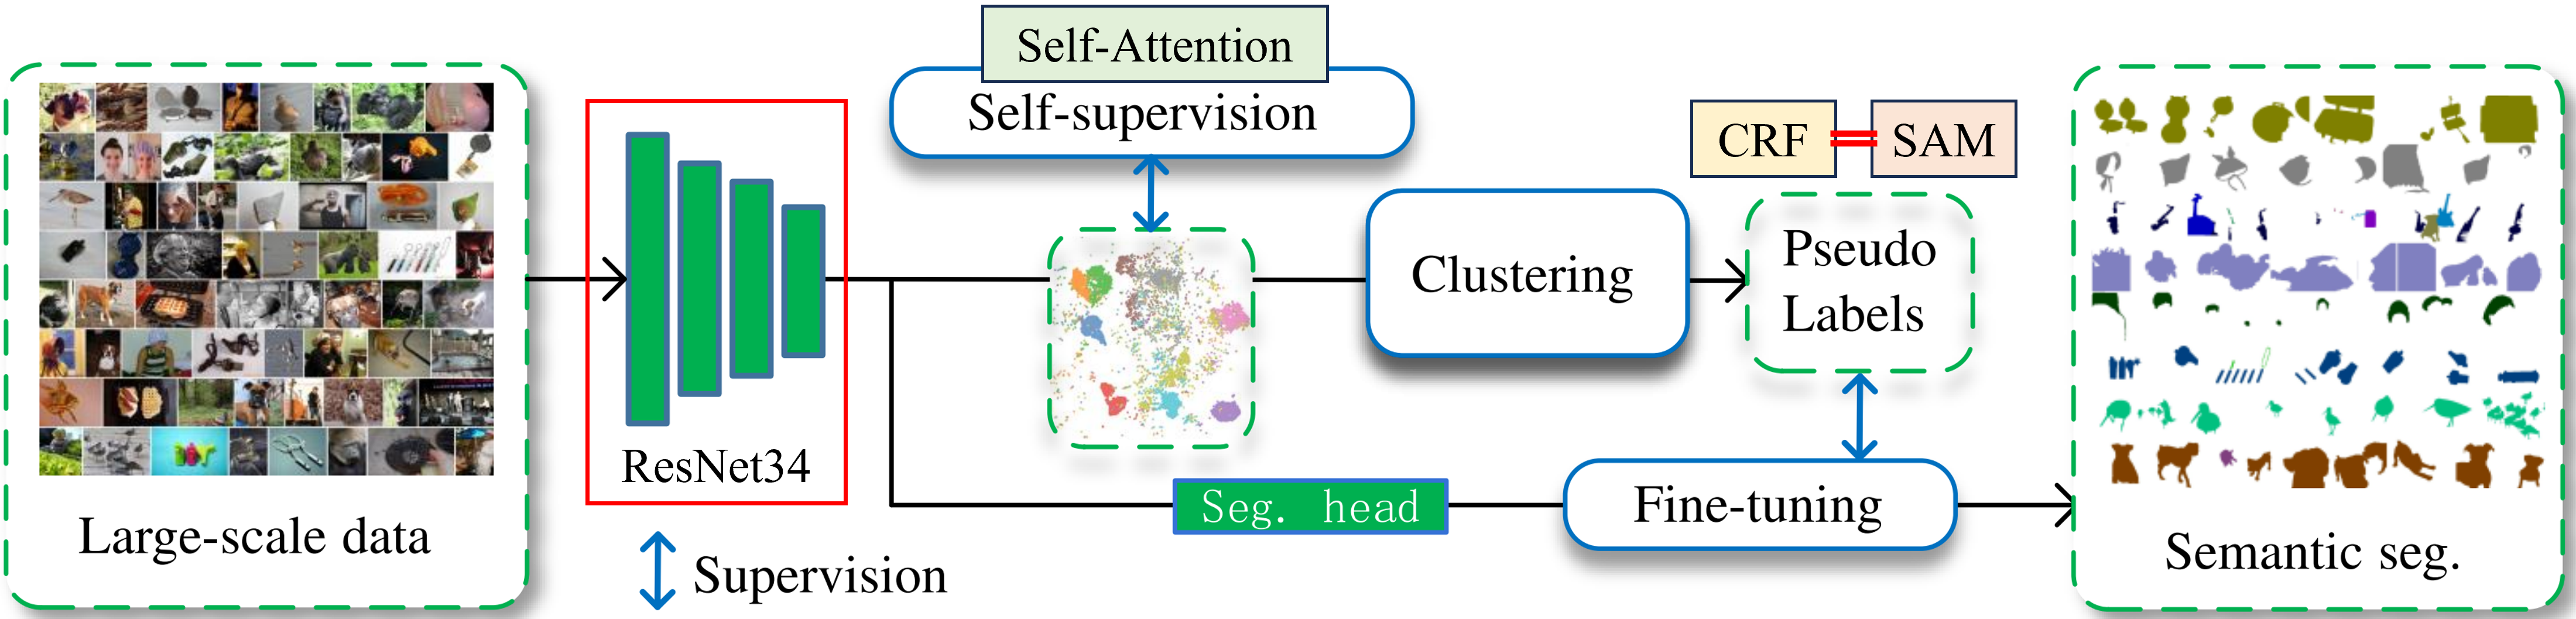 Self-Attention
Self-supervision
CRF
SAM
Clustering
Pseudo
Labels
ResNet34
Seg. head
Fine-tuning
Large-scale data
Supervision
Semantic seg.